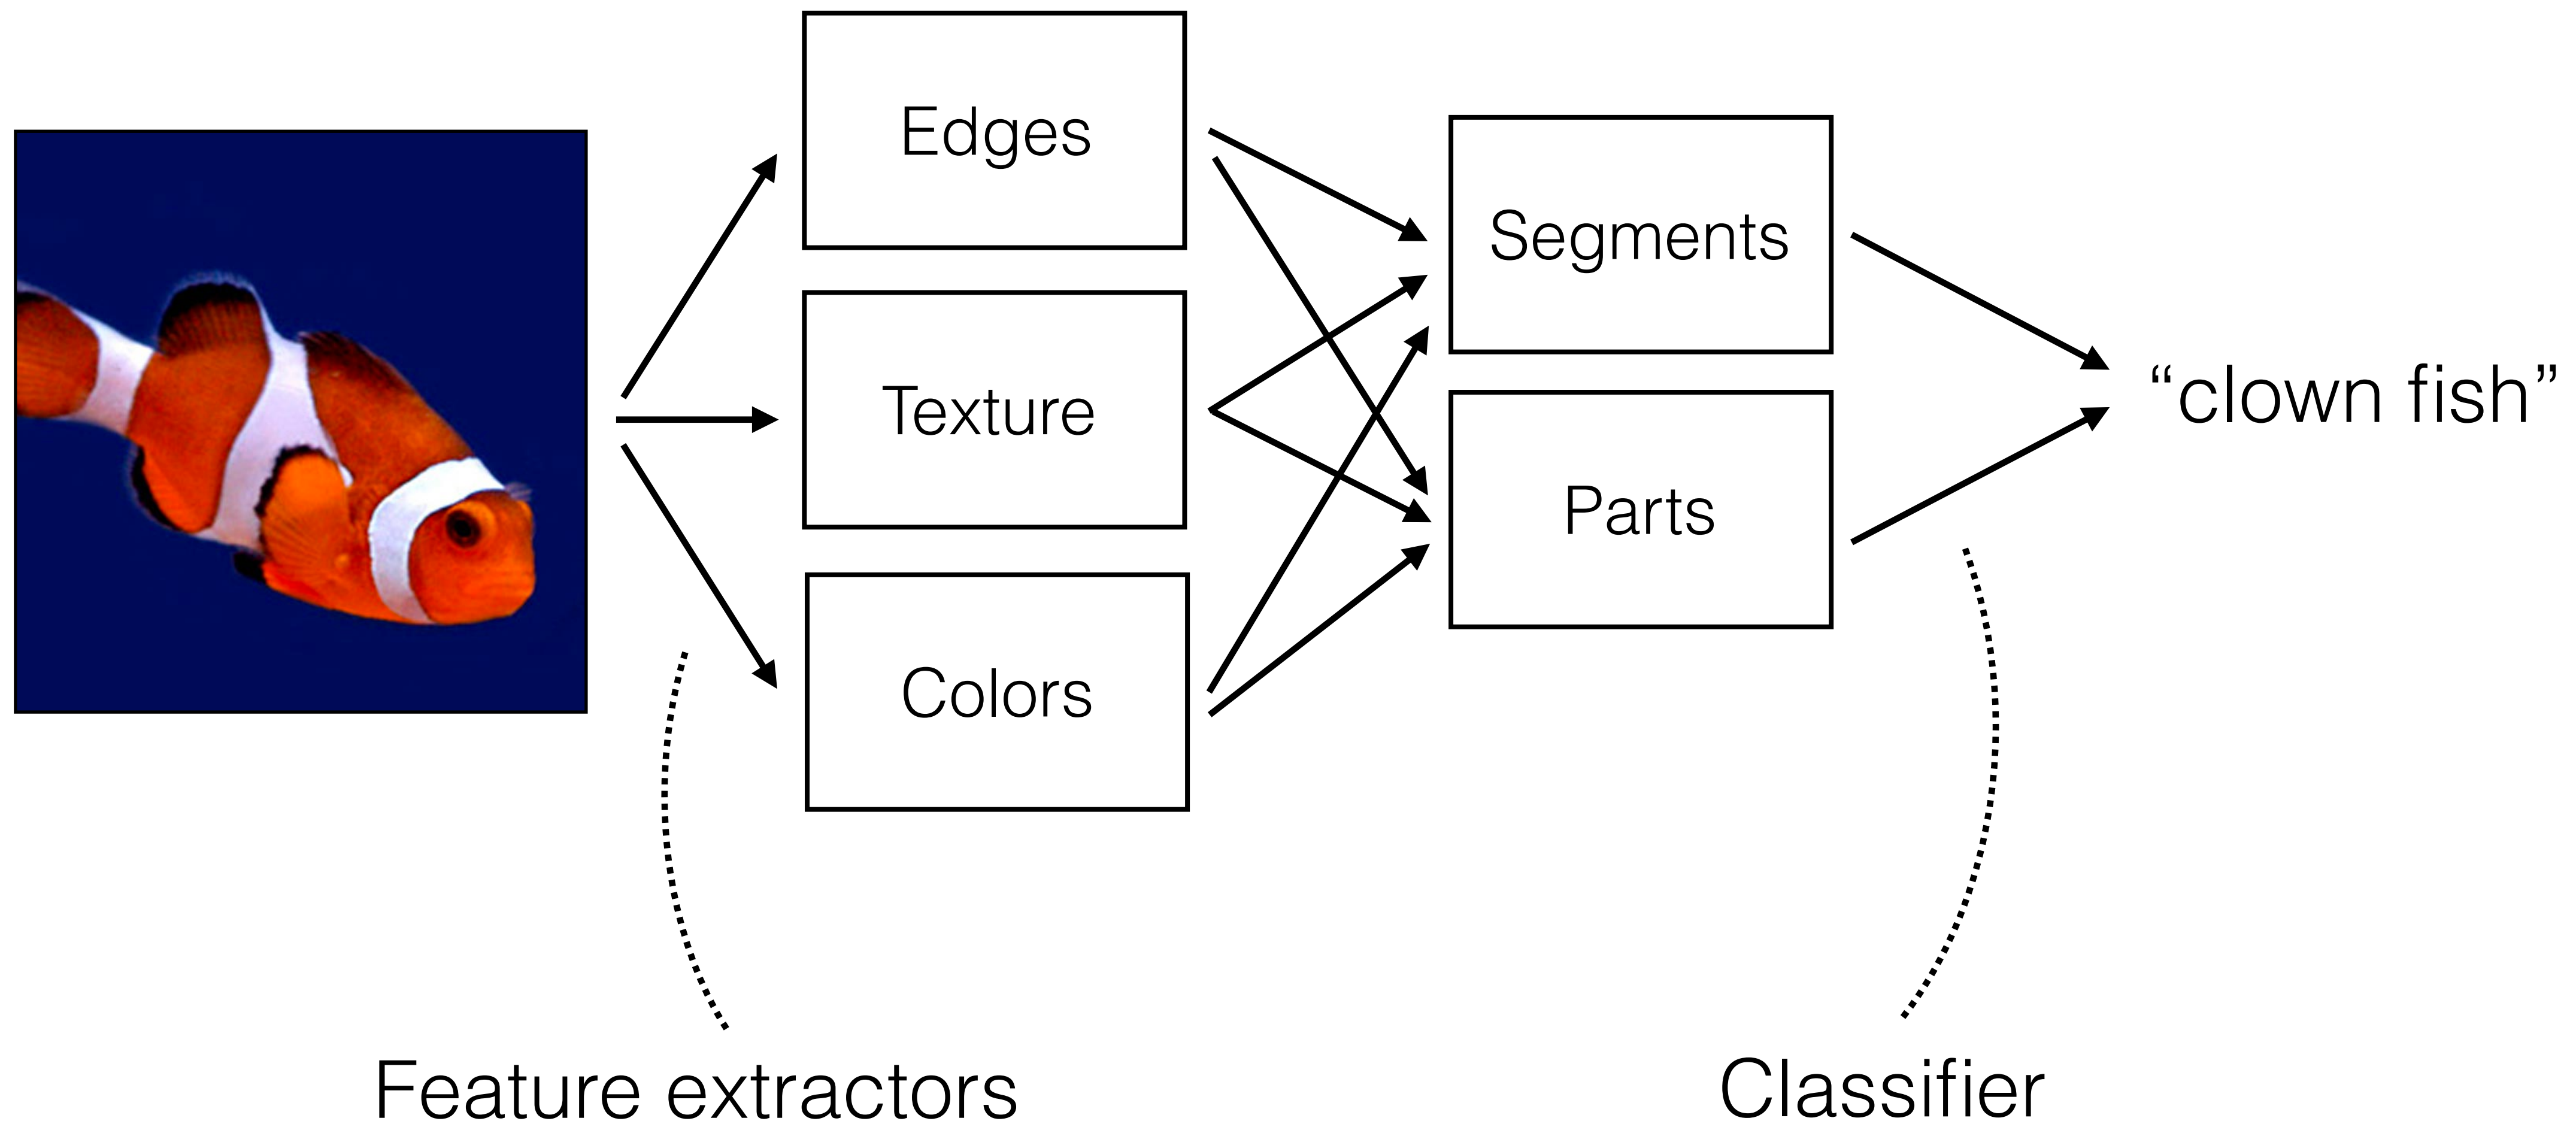 Edges
Texture
Colors
Segments
Parts
“clown fish”
Feature extractors
Classifier